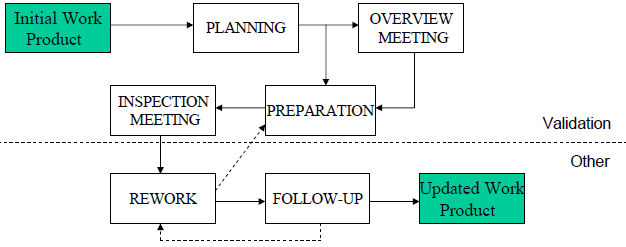 Initial Work
Product
PLANNING
OVERVIEW
MEETING
INSPECTION
MEETING
PREPARATION
Validation
Other
REWORK
FOLLOW-UP
Updated Work
Product